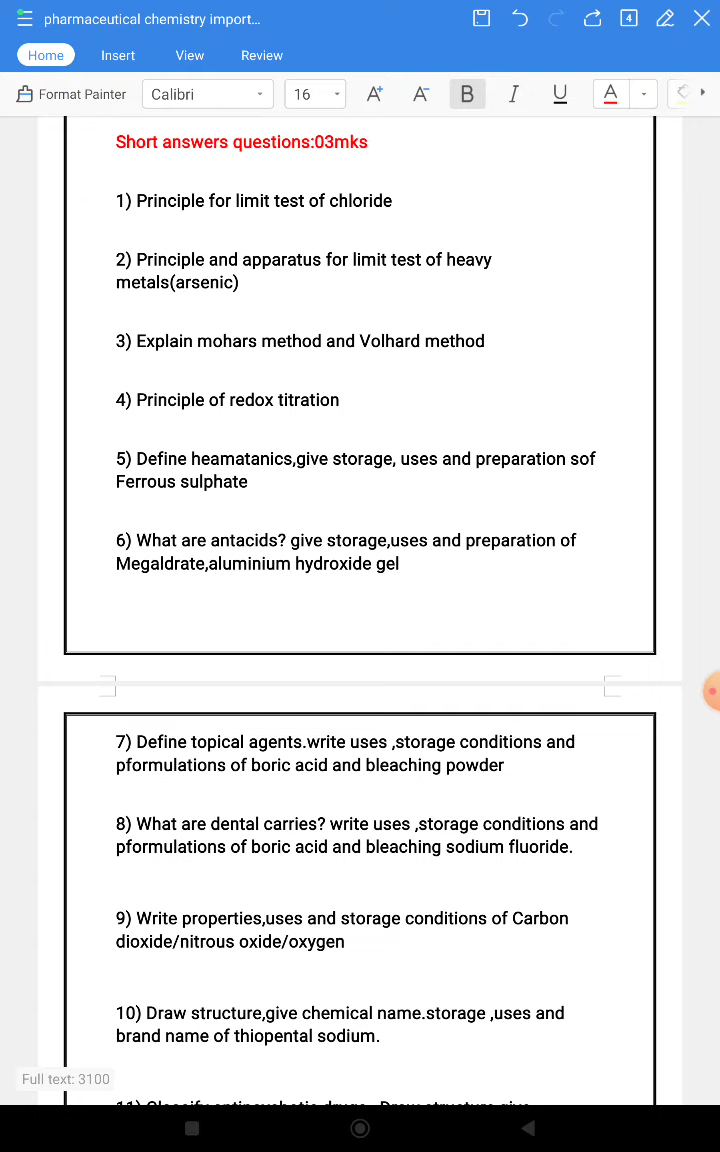 pharmaceutical chemistry import...
4
Home Insert View Review
Format Painter Calibri 16 A+ A- B I U A
Short answers questions:03mks
1) Principle for limit test of chloride
2) Principle and apparatus for limit test of heavy
metals(arsenic)
3) Explain mohars method and Volhard method
4) Principle of redox titration
5) Define heamatanics,give storage, uses and preparation sof
Ferrous sulphate
6) What are antacids? give storage,uses and preparation of
Megaldrate,aluminium hydroxide gel
7) Define topical agents.write uses ,storage conditions and
pformulations of boric acid and bleaching powder
8) What are dental carries? write uses ,storage conditions and
pformulations of boric acid and bleaching sodium fluoride.
9) Write properties,uses and storage conditions of Carbon
dioxide/nitrous oxide/oxygen
10) Draw structure,give chemical name.storage ,uses and
brand name of thiopental sodium.
Full text: 3100